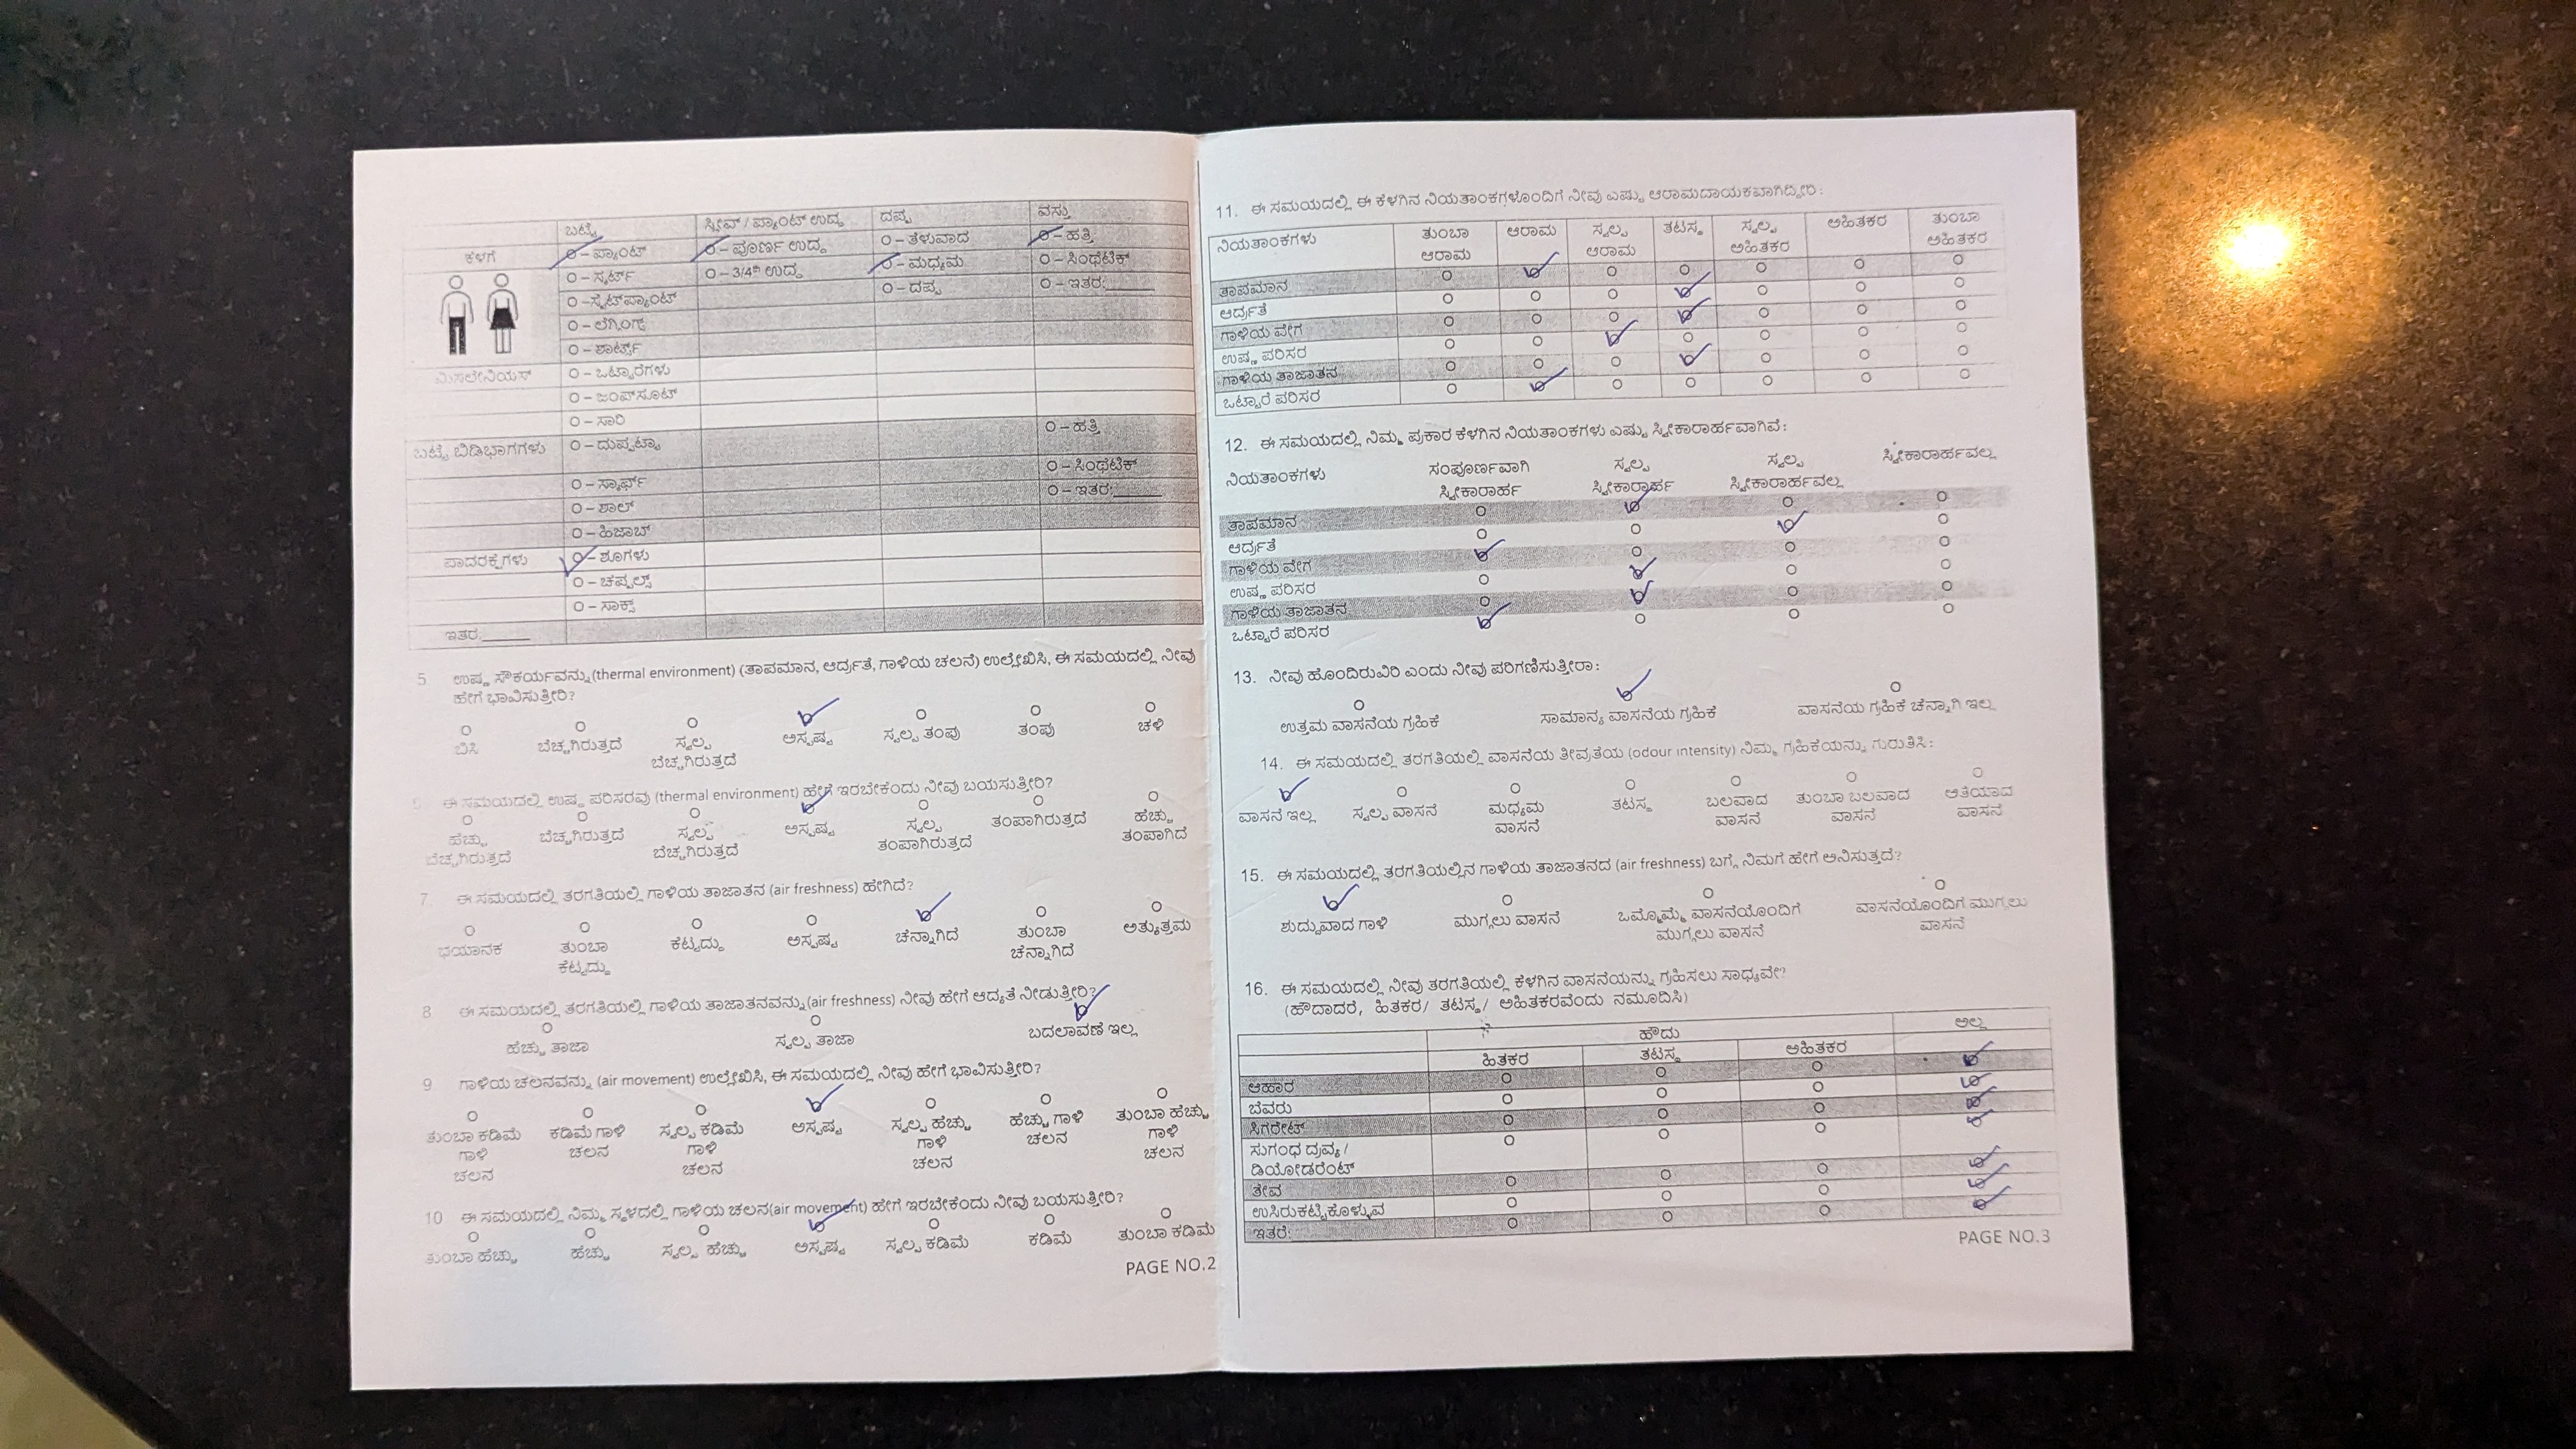 ಬಟ್ಟೆ ಸ್ಲೀವ್ / ಪ್ಯಾಂಟ್ ಉದ್ದ ದಪ್ಪ ವಸ್ತು
ಕೆಳಗೆ O – ಪ್ಯಾಂಟ್ O – ಪೂರ್ಣ ಉದ್ದ O – ತೆಳುವಾದ O – ಹತ್ತಿ
O – ಸ್ಕರ್ಟ್ O – 3/4th ಉದ್ದ O – ಮಧ್ಯಮ O – ಸಿಂಥೆಟಿಕ್
O –ಸ್ವೆಟ್‌ಪ್ಯಾಂಟ್ O – ದಪ್ಪ O – ಇತರ:______
O – ಲೆಗ್ಗಿಂಗ್ಸ್
O – ಶಾರ್ಟ್ಸ್
ಮಿಸಲೇನಿಯಸ್ O – ಒಟ್ಟಾರೆಗಳು
O – ಜಂಪ್‌ಸೂಟ್
O – ಸಾರಿ
ಬಟ್ಟೆ ಬಿಡಿಭಾಗಗಳು O – ದುಪ್ಪಟ್ಟಾ O – ಹತ್ತಿ
O – ಸ್ಕಾರ್ಫ್ O – ಸಿಂಥೆಟಿಕ್
O – ಶಾಲ್ O – ಇತರ:______
O – ಹಿಜಾಬ್
ಪಾದರಕ್ಷೆಗಳು O – ಶೂಗಳು
O – ಚಪ್ಪಲ್ಸ್
O – ಸಾಕ್ಸ್
ಇತರ:______
5. ಉಷ್ಣ ಸೌಕರ್ಯವನ್ನು (thermal environment) (ತಾಪಮಾನ, ಆರ್ದ್ರತೆ, ಗಾಳಿಯ ಚಲನೆ) ಉಲ್ಲೇಖಿಸಿ, ಈ ಸಮಯದಲ್ಲಿ ನೀವು
ಹೇಗೆ ಭಾವಿಸುತ್ತೀರಿ?
ಬಿಸಿ ಬೆಚ್ಚಗಿರುತ್ತದೆ ಸ್ವಲ್ಪ ಅಸ್ಪಷ್ಟ ಸ್ವಲ್ಪ ತಂಪು ತಂಪು ಚಳಿ
ಬೆಚ್ಚಗಿರುತ್ತದೆ
6. ಈ ಸಮಯದಲ್ಲಿ ಉಷ್ಣ ಪರಿಸರವು (thermal environment) ಹೇಗೆ ಇರಬೇಕೆಂದು ನೀವು ಬಯಸುತ್ತೀರಿ?
ಹೆಚ್ಚು ಬೆಚ್ಚಗಿರುತ್ತದೆ ಸ್ವಲ್ಪ ಅಸ್ಪಷ್ಟ ಸ್ವಲ್ಪ ತಂಪಾಗಿರುತ್ತದೆ ಹೆಚ್ಚು
ಬೆಚ್ಚಗಿರುತ್ತದೆ ಬೆಚ್ಚಗಿರುತ್ತದೆ ತಂಪಾಗಿರುತ್ತದೆ ತಂಪಾಗಿದೆ
7. ಈ ಸಮಯದಲ್ಲಿ ತರಗತಿಯಲ್ಲಿ ಗಾಳಿಯ ತಾಜಾತನ (air freshness) ಹೇಗಿದೆ?
ಭಯಾನಕ ತುಂಬಾ ಕೆಟ್ಟದ್ದು ಅಸ್ಪಷ್ಟ ಚೆನ್ನಾಗಿದೆ ತುಂಬಾ ಅತ್ಯುತ್ತಮ
ಕೆಟ್ಟದ್ದು ಚೆನ್ನಾಗಿದೆ
8 ಈ ಸಮಯದಲ್ಲಿ ತರಗತಿಯಲ್ಲಿ ಗಾಳಿಯ ತಾಜಾತನವನ್ನು (air freshness) ನೀವು ಹೇಗೆ ಆದ್ಯತೆ ನೀಡುತ್ತೀರಿ?
ಹೆಚ್ಚು ತಾಜಾ ಸ್ವಲ್ಪ ತಾಜಾ ಬದಲಾವಣೆ ಇಲ್ಲ
9 ಗಾಳಿಯ ಚಲನವನ್ನು (air movement) ಉಲ್ಲೇಖಿಸಿ, ಈ ಸಮಯದಲ್ಲಿ ನೀವು ಹೇಗೆ ಭಾವಿಸುತ್ತೀರಿ?
ತುಂಬಾ ಕಡಿಮೆ ಕಡಿಮೆ ಗಾಳಿ ಸ್ವಲ್ಪ ಕಡಿಮೆ ಅಸ್ಪಷ್ಟ ಸ್ವಲ್ಪ ಹೆಚ್ಚು ಹೆಚ್ಚು ಗಾಳಿ ತುಂಬಾ ಹೆಚ್ಚು
ಗಾಳಿ ಚಲನ ಗಾಳಿ ಗಾಳಿ ಚಲನ ಗಾಳಿ
ಚಲನ ಚಲನ ಚಲನ ಚಲನ
10 ಈ ಸಮಯದಲ್ಲಿ ನಿಮ್ಮ ಸ್ಥಳದಲ್ಲಿ ಗಾಳಿಯ ಚಲನ(air movement) ಹೇಗೆ ಇರಬೇಕೆಂದು ನೀವು ಬಯಸುತ್ತೀರಿ?
ತುಂಬಾ ಹೆಚ್ಚು ಹೆಚ್ಚು ಸ್ವಲ್ಪ ಹೆಚ್ಚು ಅಸ್ಪಷ್ಟ ಸ್ವಲ್ಪ ಕಡಿಮೆ ಕಡಿಮೆ ತುಂಬಾ ಕಡಿಮೆ
PAGE NO.2
11. ಈ ಸಮಯದಲ್ಲಿ ಈ ಕೆಳಗಿನ ನಿಯತಾಂಕಗಳೊಂದಿಗೆ ನೀವು ಎಷ್ಟು ಆರಾಮದಾಯಕವಾಗಿದ್ದೀರಿ:
ನಿಯತಾಂಕಗಳು ತುಂಬಾ ಆರಾಮ ಸ್ವಲ್ಪ ತಟಸ್ಥ ಸ್ವಲ್ಪ ಅಹಿತಕರ ತುಂಬಾ
ಆರಾಮ ಆರಾಮ ಅಹಿತಕರ ಅಹಿತಕರ
ತಾಪಮಾನ
ಆರ್ದ್ರತೆ
ಗಾಳಿಯ ವೇಗ
ಉಷ್ಣ ಪರಿಸರ
ಗಾಳಿಯ ತಾಜಾತನ
ಒಟ್ಟಾರೆ ಪರಿಸರ
12. ಈ ಸಮಯದಲ್ಲಿ ನಿಮ್ಮ ಪ್ರಕಾರ ಕೆಳಗಿನ ನಿಯತಾಂಕಗಳು ಎಷ್ಟು ಸ್ವೀಕಾರಾರ್ಹವಾಗಿವೆ:
ನಿಯತಾಂಕಗಳು ಸಂಪೂರ್ಣವಾಗಿ ಸ್ವಲ್ಪ ಸ್ವಲ್ಪ ಸ್ವೀಕಾರಾರ್ಹವಲ್ಲ
ಸ್ವೀಕಾರಾರ್ಹ ಸ್ವೀಕಾರಾರ್ಹ ಸ್ವೀಕಾರಾರ್ಹವಲ್ಲ
ತಾಪಮಾನ
ಆರ್ದ್ರತೆ
ಗಾಳಿಯ ವೇಗ
ಉಷ್ಣ ಪರಿಸರ
ಗಾಳಿಯ ತಾಜಾತನ
ಒಟ್ಟಾರೆ ಪರಿಸರ
13. ನೀವು ಹೊಂದಿರುವಿರಿ ಎಂದು ನೀವು ಪರಿಗಣಿಸುತ್ತೀರಾ:
ಉತ್ತಮ ವಾಸನೆಯ ಗ್ರಹಿಕೆ ಸಾಮಾನ್ಯ ವಾಸನೆಯ ಗ್ರಹಿಕೆ ವಾಸನೆಯ ಗ್ರಹಿಕೆ ಚೆನ್ನಾಗಿ ಇಲ್ಲ
14. ಈ ಸಮಯದಲ್ಲಿ ತರಗತಿಯಲ್ಲಿ ವಾಸನೆಯ ತೀವ್ರತೆಯ (odour intensity) ನಿಮ್ಮ ಗ್ರಹಿಕೆಯನ್ನು ಗುರುತಿಸಿ:
ವಾಸನೆ ಇಲ್ಲ ಸ್ವಲ್ಪ ವಾಸನೆ ಮಧ್ಯಮ ತಟಸ್ಥ ಬಲವಾದ ತುಂಬಾ ಬಲವಾದ ಅತಿಯಾದ
ವಾಸನೆ ವಾಸನೆ ವಾಸನೆ ವಾಸನೆ
15. ಈ ಸಮಯದಲ್ಲಿ ತರಗತಿಯಲ್ಲಿನ ಗಾಳಿಯ ತಾಜಾತನದ (air freshness) ಬಗ್ಗೆ ನಿಮಗೆ ಹೇಗೆ ಅನಿಸುತ್ತದೆ?
ಶುದ್ಧವಾದ ಗಾಳಿ ಮುಗ್ಗಲು ವಾಸನೆ ಒಮ್ಮೊಮ್ಮೆ ವಾಸನೆಯೊಂದಿಗೆ ವಾಸನೆಯೊಂದಿಗೆ ಮುಗ್ಗಲು
ಮುಗ್ಗಲು ವಾಸನೆ ವಾಸನೆ
16. ಈ ಸಮಯದಲ್ಲಿ ನೀವು ತರಗತಿಯಲ್ಲಿ ಕೆಳಗಿನ ವಾಸನೆಯನ್ನು ಗ್ರಹಿಸಲು ಸಾಧ್ಯವೇ?
(ಹೌದಾದರೆ, ಹಿತಕರ/ ತಟಸ್ಥ/ ಅಹಿತಕರವೆಂದು ನಮೂದಿಸಿ)
ಹೌದು ಅಲ್ಲ
ಹಿತಕರ ತಟಸ್ಥ ಅಹಿತಕರ
ಆಹಾರ
ಬೆವರು
ಸಿಗರೇಟ್
ಸುಗಂಧ ದ್ರವ್ಯ /
ಡಿಯೋಡರೆಂಟ್
ತೇವ
ಉಸಿರುಕಟ್ಟಿಕೊಳ್ಳುವ
ಇತರೆ:
PAGE NO.3